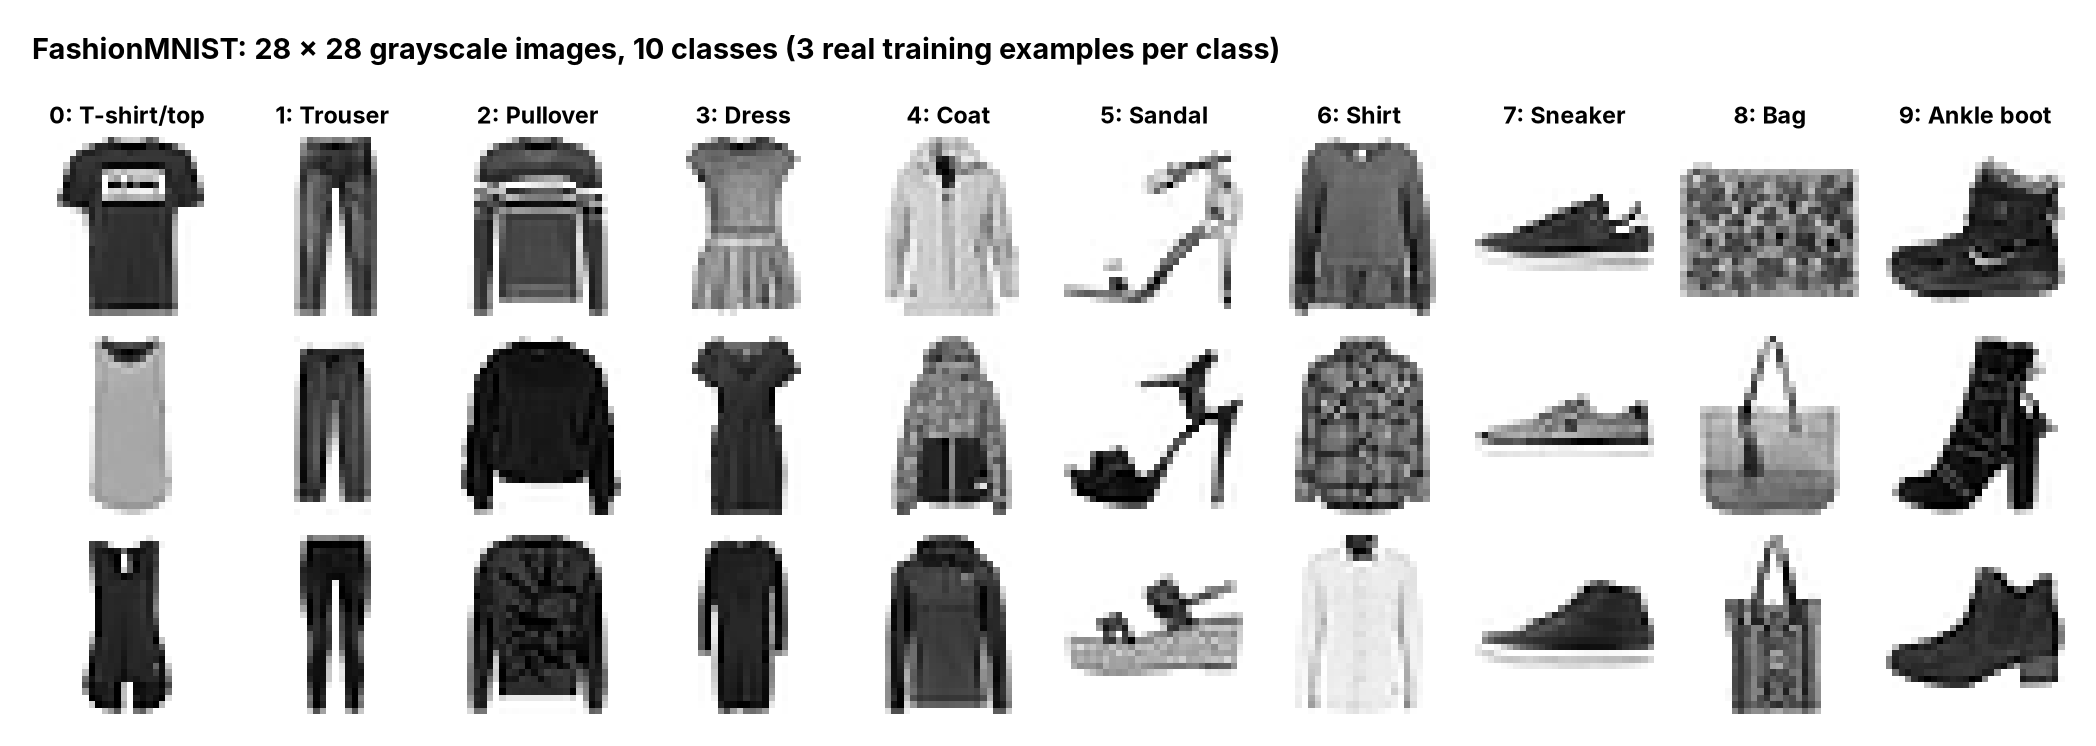 FashionMNIST: 28 × 28 grayscale images, 10 classes (3 real training examples per class)
0: T-shirt/top 1: Trouser 2: Pullover 3: Dress 4: Coat 5: Sandal 6: Shirt 7: Sneaker 8: Bag 9: Ankle boot